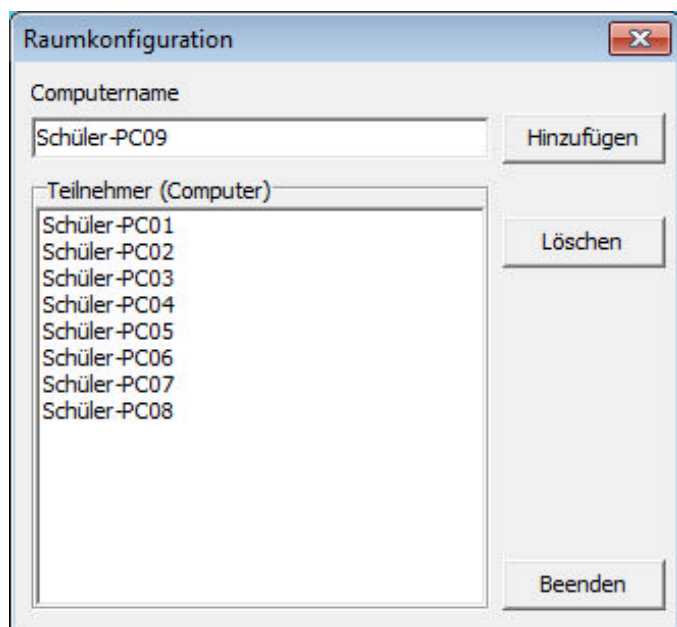 Raumkonfiguration
Computername
Schüler-PC09
Hinzufügen
Teilnehmer (Computer)
Schüler-PC01
Schüler-PC02
Schüler-PC03
Schüler-PC04
Schüler-PC05
Schüler-PC06
Schüler-PC07
Schüler-PC08
Löschen
Beenden